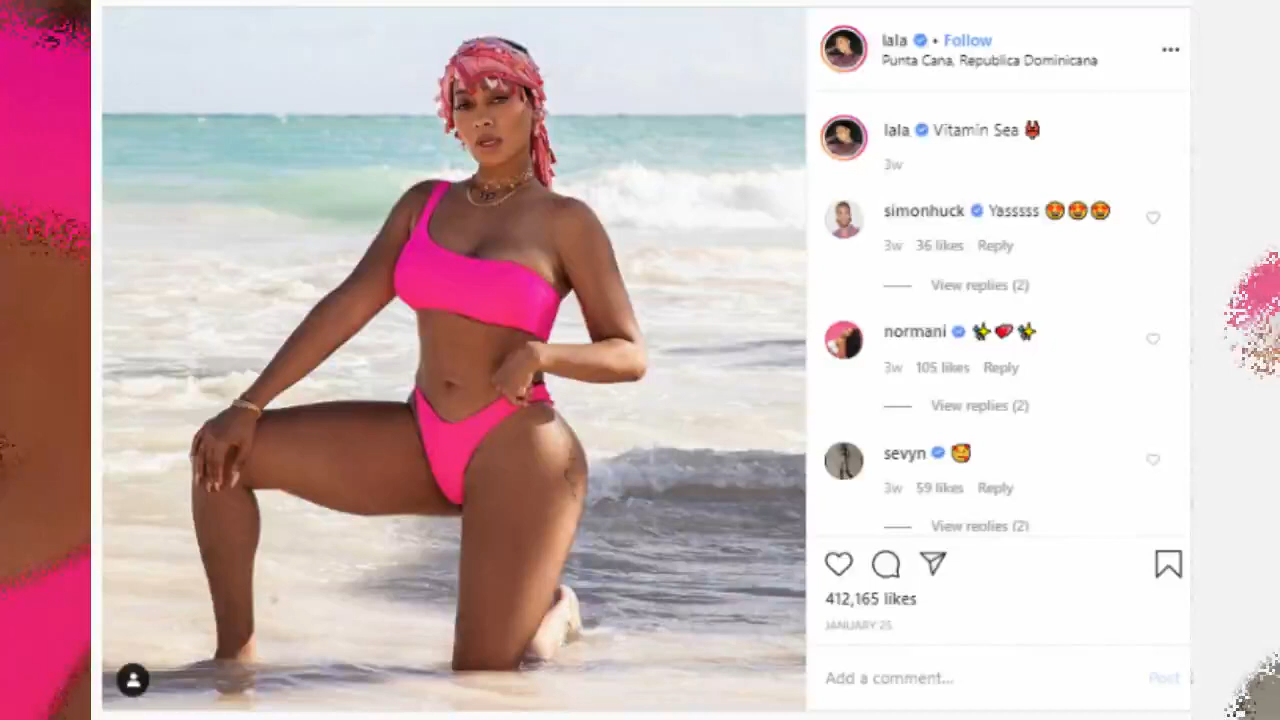 lala • Follow
Punta Cana, Republica Dominicana
lala Vitamin Sea
3w
simonhuck Yasssss 😍😍😍
3w 36 likes Reply
View replies (2)
normani ✨💋✨
3w 105 likes Reply
View replies (2)
sevyn 🥰
3w 59 likes Reply
View replies (2)
412,165 likes
JANUARY 25
Add a comment...
Post